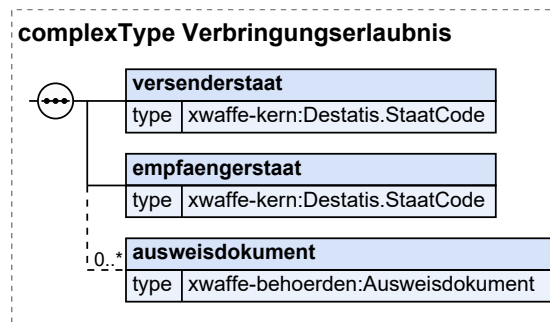 complexType Verbringungserlaubnis
versenderstaat
type xwaffe-kern:Destatis.StaatCode
empfaengerstaat
type xwaffe-kern:Destatis.StaatCode
0..* ausweisdokument
type xwaffe-behoerden:Ausweisdokument